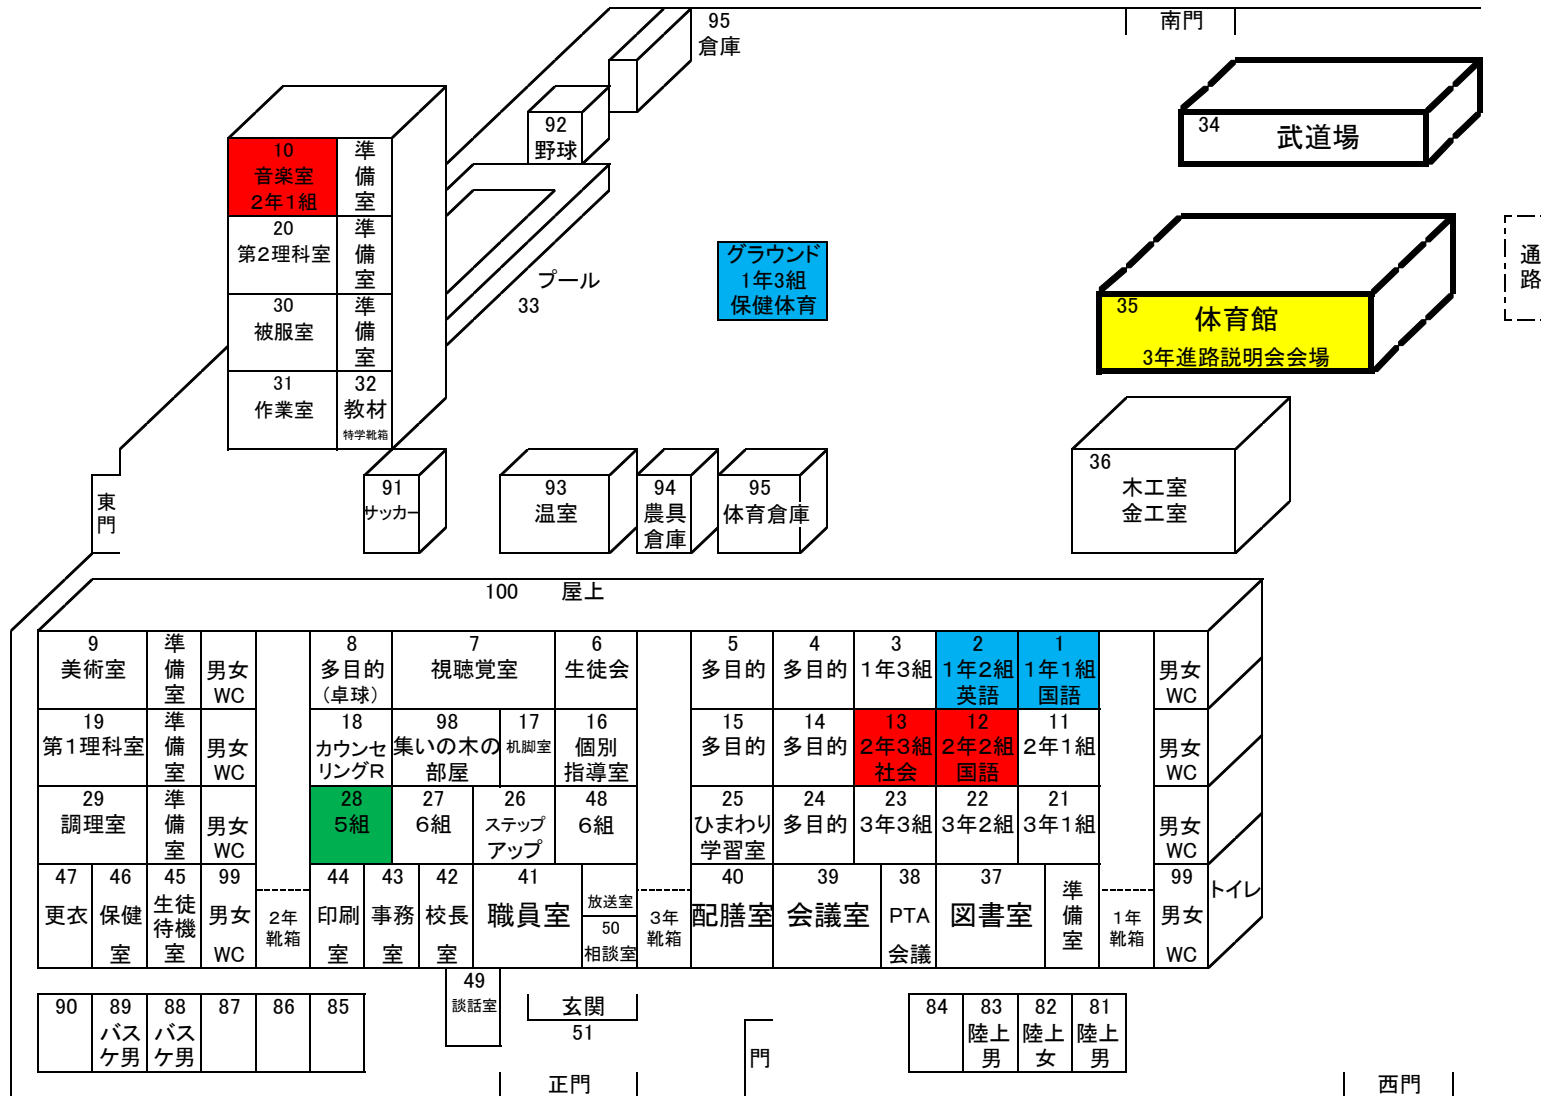 95
倉庫
南門
92
野球
34
武道場
10
音楽室
2年1組
準
備
室
20
第2理科室
準
備
室
30
被服室
準
備
室
31
作業室
32
教材
特学靴箱
プール
33
グラウンド
1年3組
保健体育
35
体育館
3年進路説明会会場
通
路
東
門
91
サッカー
93
温室
94
農具
倉庫
95
体育倉庫
36
木工室
金工室
100 屋上
9
美術室
準
備
室
男女
WC
8
多目的
（卓球）
7
視聴覚室
6
生徒会
5
多目的
4
多目的
3
1年3組
2
1年2組
英語
1
1年1組
国語
男女
WC
19
第1理科室
準
備
室
男女
WC
18
カウンセ
リングR
98
集いの木の
部屋
17
机脚室
16
個別
指導室
15
多目的
14
多目的
13
2年3組
社会
12
2年2組
国語
11
2年1組
男女
WC
29
調理室
準
備
室
男女
WC
28
5組
27
6組
26
ステップ
アップ
48
6組
25
ひまわり
学習室
24
多目的
23
3年3組
22
3年2組
21
3年1組
男女
WC
47
更衣
46
保健
室
45
生徒
待機
室
99
男女
WC
2年
靴箱
44
印刷
室
43
事務
室
42
校長
室
41
職員室
放送室
50
相談室
3年
靴箱
40
配膳室
39
会議室
38
PTA
会議
37
図書室
準
備
室
1年
靴箱
99
男女
WC
トイレ
49
談話室
玄関
51
90
89
バス
ケ男
88
バス
ケ男
87
86
85
84
83
陸上
男
82
陸上
女
81
陸上
男
門
正門
西門